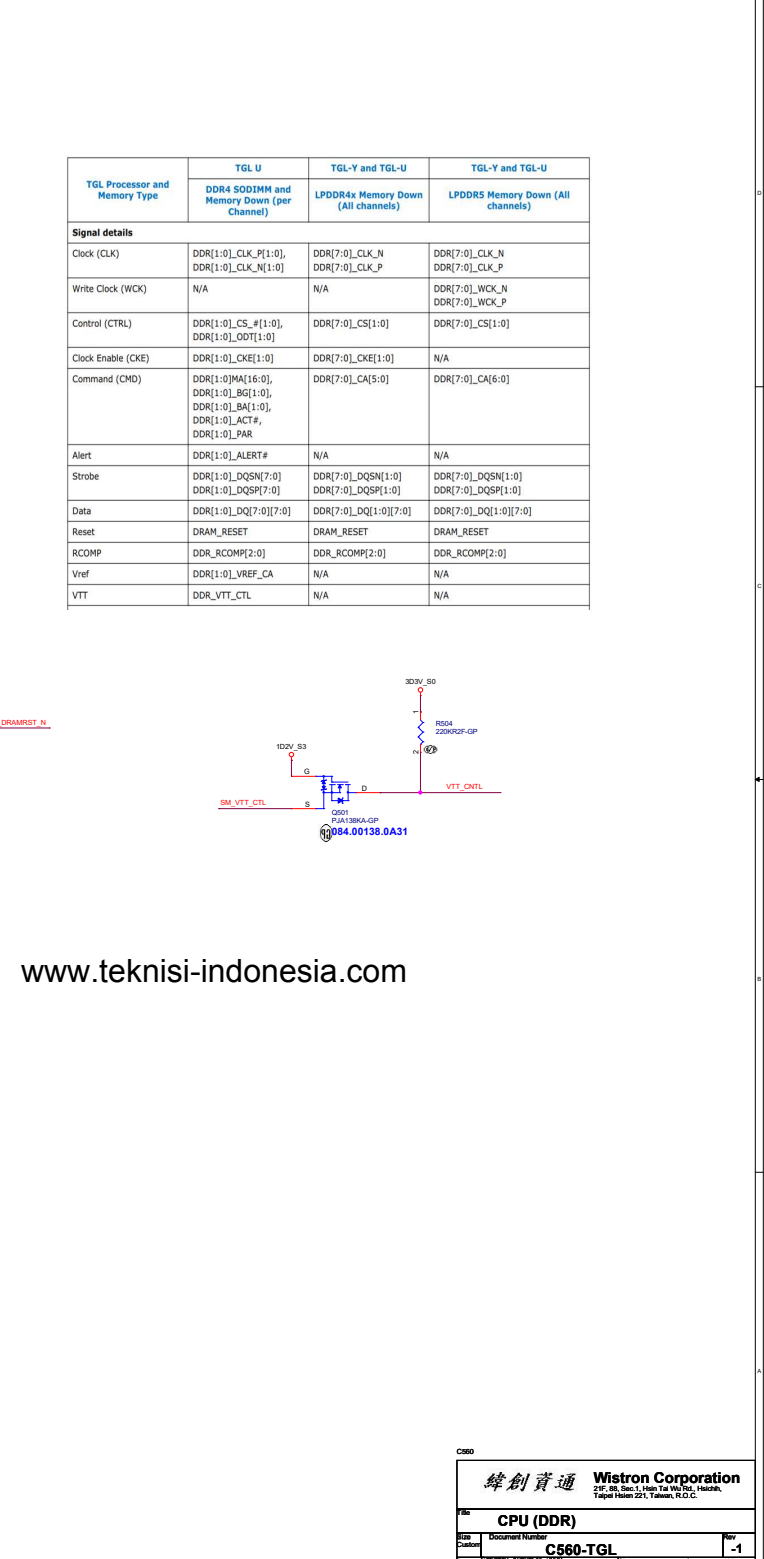 TGL Processor and Memory Type
TGL U
TGL-Y and TGL-U
TGL-Y and TGL-U
DDR4 SODIMM and Memory Down (per Channel)
LPDDR4x Memory Down (All channels)
LPDDR5 Memory Down (All channels)
Signal details
Clock (CLK)
DDR[1:0]_CLK_P[1:0],
DDR[1:0]_CLK_N[1:0]
DDR[7:0]_CLK_N
DDR[7:0]_CLK_P
DDR[7:0]_CLK_N
DDR[7:0]_CLK_P
Write Clock (WCK)
N/A
N/A
DDR[7:0]_WCK_N
DDR[7:0]_WCK_P
Control (CTRL)
DDR[1:0]_CS_#[1:0],
DDR[1:0]_ODT[1:0]
DDR[7:0]_CS[1:0]
DDR[7:0]_CS[1:0]
Clock Enable (CKE)
DDR[1:0]_CKE[1:0]
DDR[7:0]_CKE[1:0]
N/A
Command (CMD)
DDR[1:0]MA[16:0],
DDR[1:0]_BG[1:0],
DDR[1:0]_BA[1:0],
DDR[1:0]_ACT#,
DDR[1:0]_PAR
DDR[7:0]_CA[5:0]
DDR[7:0]_CA[6:0]
Alert
DDR[1:0]_ALERT#
N/A
N/A
Strobe
DDR[1:0]_DQSN[7:0]
DDR[1:0]_DQSP[7:0]
DDR[7:0]_DQSN[1:0]
DDR[7:0]_DQSP[1:0]
DDR[7:0]_DQSN[1:0]
DDR[7:0]_DQSP[1:0]
Data
DDR[1:0]_DQ[7:0][7:0]
DDR[7:0]_DQ[1:0][7:0]
DDR[7:0]_DQ[1:0][7:0]
Reset
DRAM_RESET
DRAM_RESET
DRAM_RESET
RCOMP
DDR_RCOMP[2:0]
DDR_RCOMP[2:0]
DDR_RCOMP[2:0]
Vref
DDR[1:0]_VREF_CA
N/A
N/A
VTT
DDR_VTT_CTL
N/A
N/A
D
C
B
A
DRAMRST_N
3D3V_S0
1
R504
220KR2F-GP
2
1D2V_S3
G
D
VTT_CNTL
SM_VTT_CTL
S
Q501
PJA138KA-GP
084.00138.0A31
www.teknisi-indonesia.com
C560
緯創資通
Wistron Corporation
21F, 88, Sec.1, Hsin Tai Wu Rd., Hsichih,
Taipei Hsien 221, Taiwan, R.O.C.
Title
CPU (DDR)
Size
Custom
Document Number
C560-TGL
Rev
-1